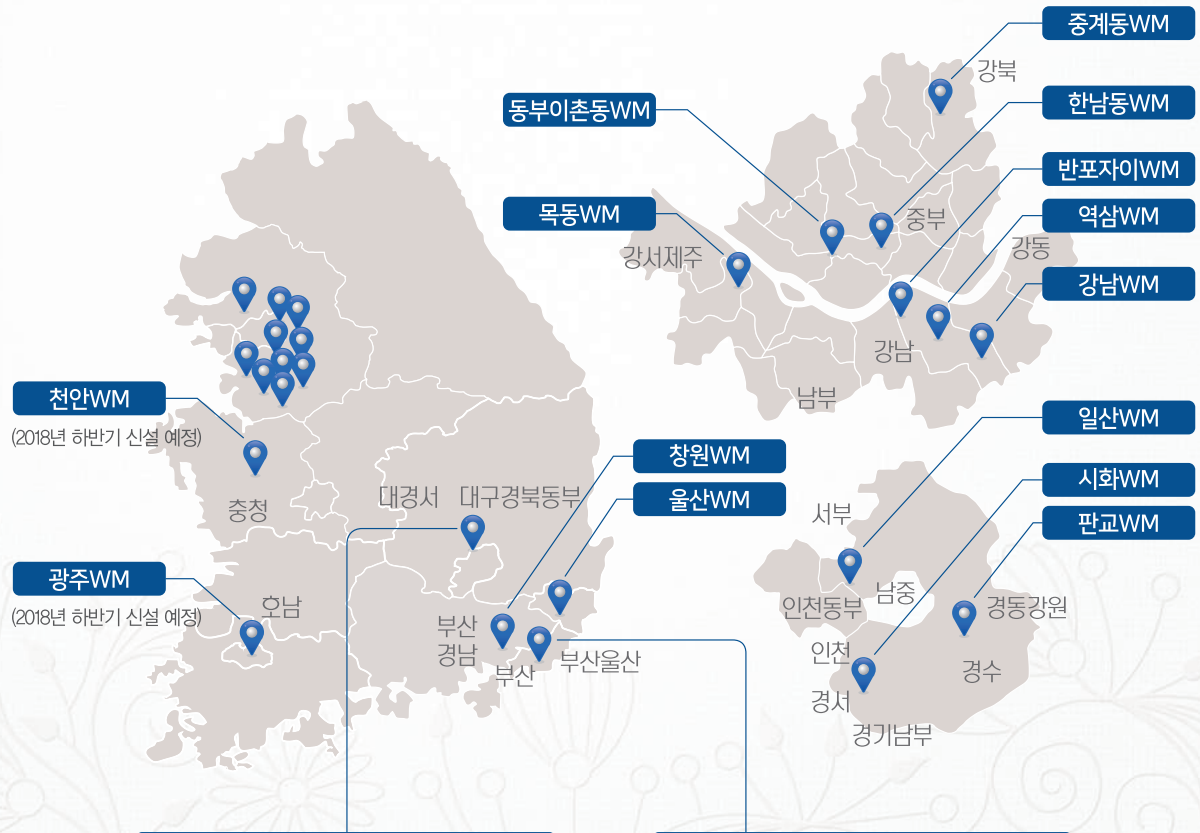 중계동WM
강북
동부이촌동WM
한남동WM
반포자이WM
목동WM
역삼WM
중부
강서제주
강동
강남WM
강남
남부
천안WM
(2018년 하반기 신설 예정)
일산WM
창원WM
시화WM
울산WM
대경서
대구경북동부
충청
서부
판교WM
광주WM
(2018년 하반기 신설 예정)
호남
남중
인천동부
경동강원
부산
경남
부산울산
부산
인천
경수
경서
경기남부